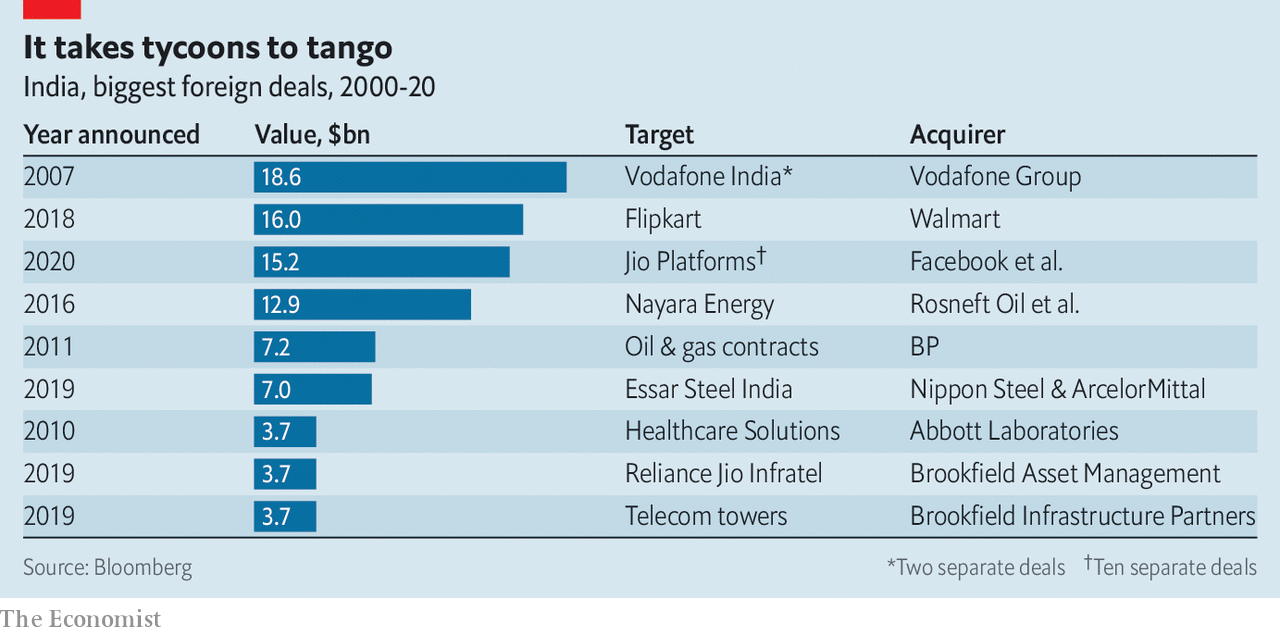 It takes tycoons to tango
India, biggest foreign deals, 2000-20
Year announced Value, $bn Target Acquirer
2007 18.6 Vodafone India* Vodafone Group
2018 16.0 Flipkart Walmart
2020 15.2 Jio Platforms† Facebook et al.
2016 12.9 Nayara Energy Rosneft Oil et al.
2011 7.2 Oil & gas contracts BP
2019 7.0 Essar Steel India Nippon Steel & ArcelorMittal
2010 3.7 Healthcare Solutions Abbott Laboratories
2019 3.7 Reliance Jio Infratel Brookfield Asset Management
2019 3.7 Telecom towers Brookfield Infrastructure Partners
Source: Bloomberg *Two separate deals †Ten separate deals
The Economist